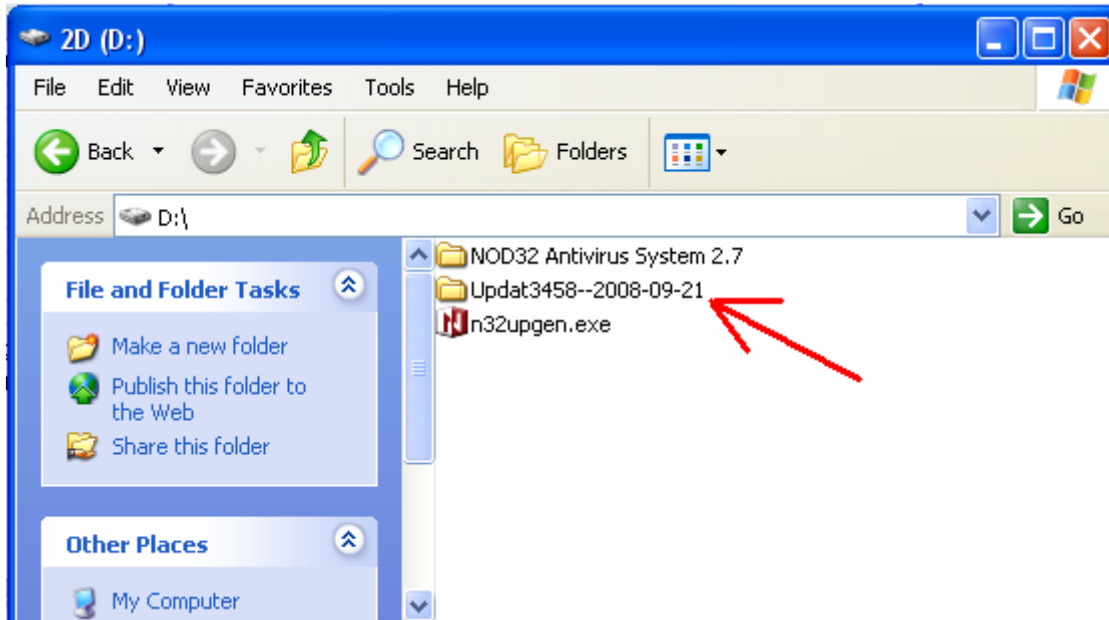 2D (D:)
File Edit View Favorites Tools Help
Back Search Folders
Address D:\ Go
File and Folder Tasks
Make a new folder
Publish this folder to
the Web
Share this folder
Other Places
My Computer
NOD32 Antivirus System 2.7
Updat3458--2008-09-21
n32upgen.exe